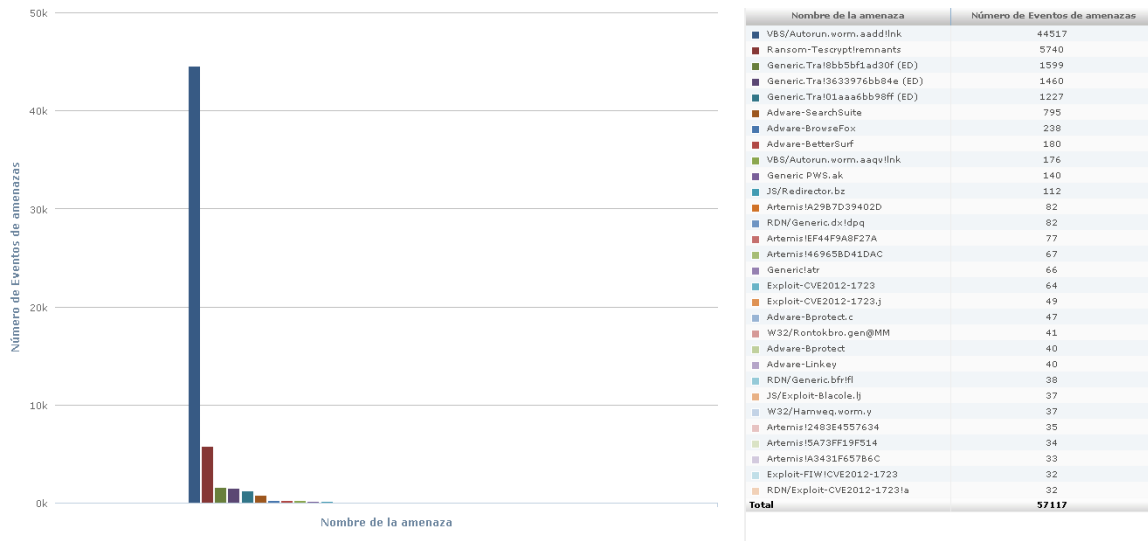 50k
40k
30k
20k
10k
0k
Número de Eventos de amenazas
Nombre de la amenaza
Nombre de la amenaza Número de Eventos de amenazas
VBS/Autorun.worm.aadd!lnk 44517
Ransom-Tescrypt!remnants 5740
Generic.Tra!8bb5bf1ad30f (ED) 1599
Generic.Tra!3633976bb84e (ED) 1460
Generic.Tra!01aaa6bb98ff (ED) 1227
Adware-SearchSuite 795
Adware-BrowseFox 238
Adware-BetterSurf 180
VBS/Autorun.worm.aaqv!lnk 176
Generic PWS.ak 140
JS/Redirector.bz 112
Artemis!A29B7D39402D 82
RDN/Generic.dx!dpq 82
Artemis!EF44F9A8F27A 77
Artemis!46965BD41DAC 67
Generic!atr 66
Exploit-CVE2012-1723 64
Exploit-CVE2012-1723.j 49
Adware-Bprotect.c 47
W32/Rontokbro.gen@MM 41
Adware-Bprotect 40
Adware-Linkey 40
RDN/Generic.bfr!fl 38
JS/Exploit-Blacole.lj 37
W32/Hamweq.worm.y 37
Artemis!2483E4557634 35
Artemis!5A73FF19F514 34
Artemis!A3431F657B6C 33
Exploit-FIW!CVE2012-1723 32
RDN/Exploit-CVE2012-1723!a 32
Total 57117